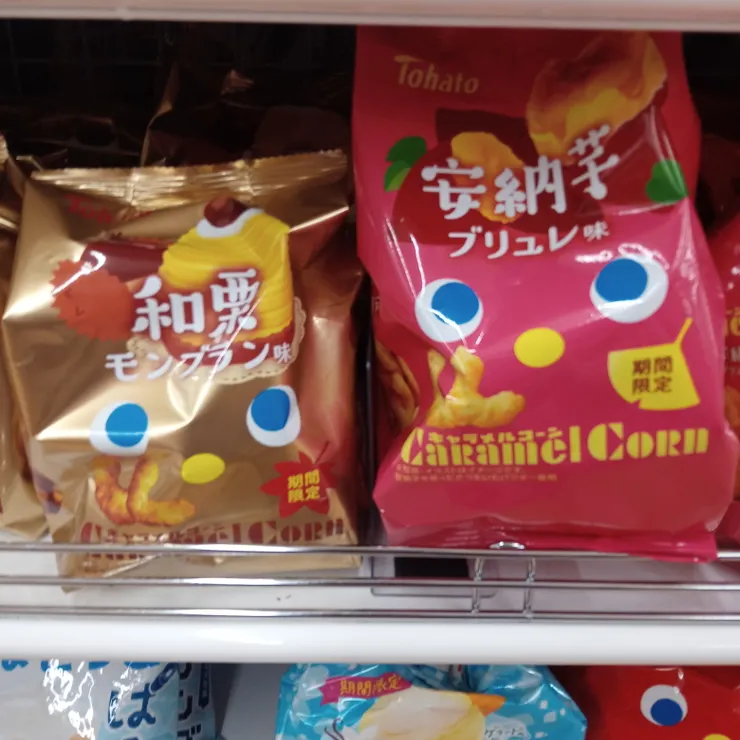 和栗
モンブラン味
期間
限定
Caramel Corn
Tohato
安納芋
ブリュレ味
期間
限定
キャラメルコーン
Caramel Corn
期間限定